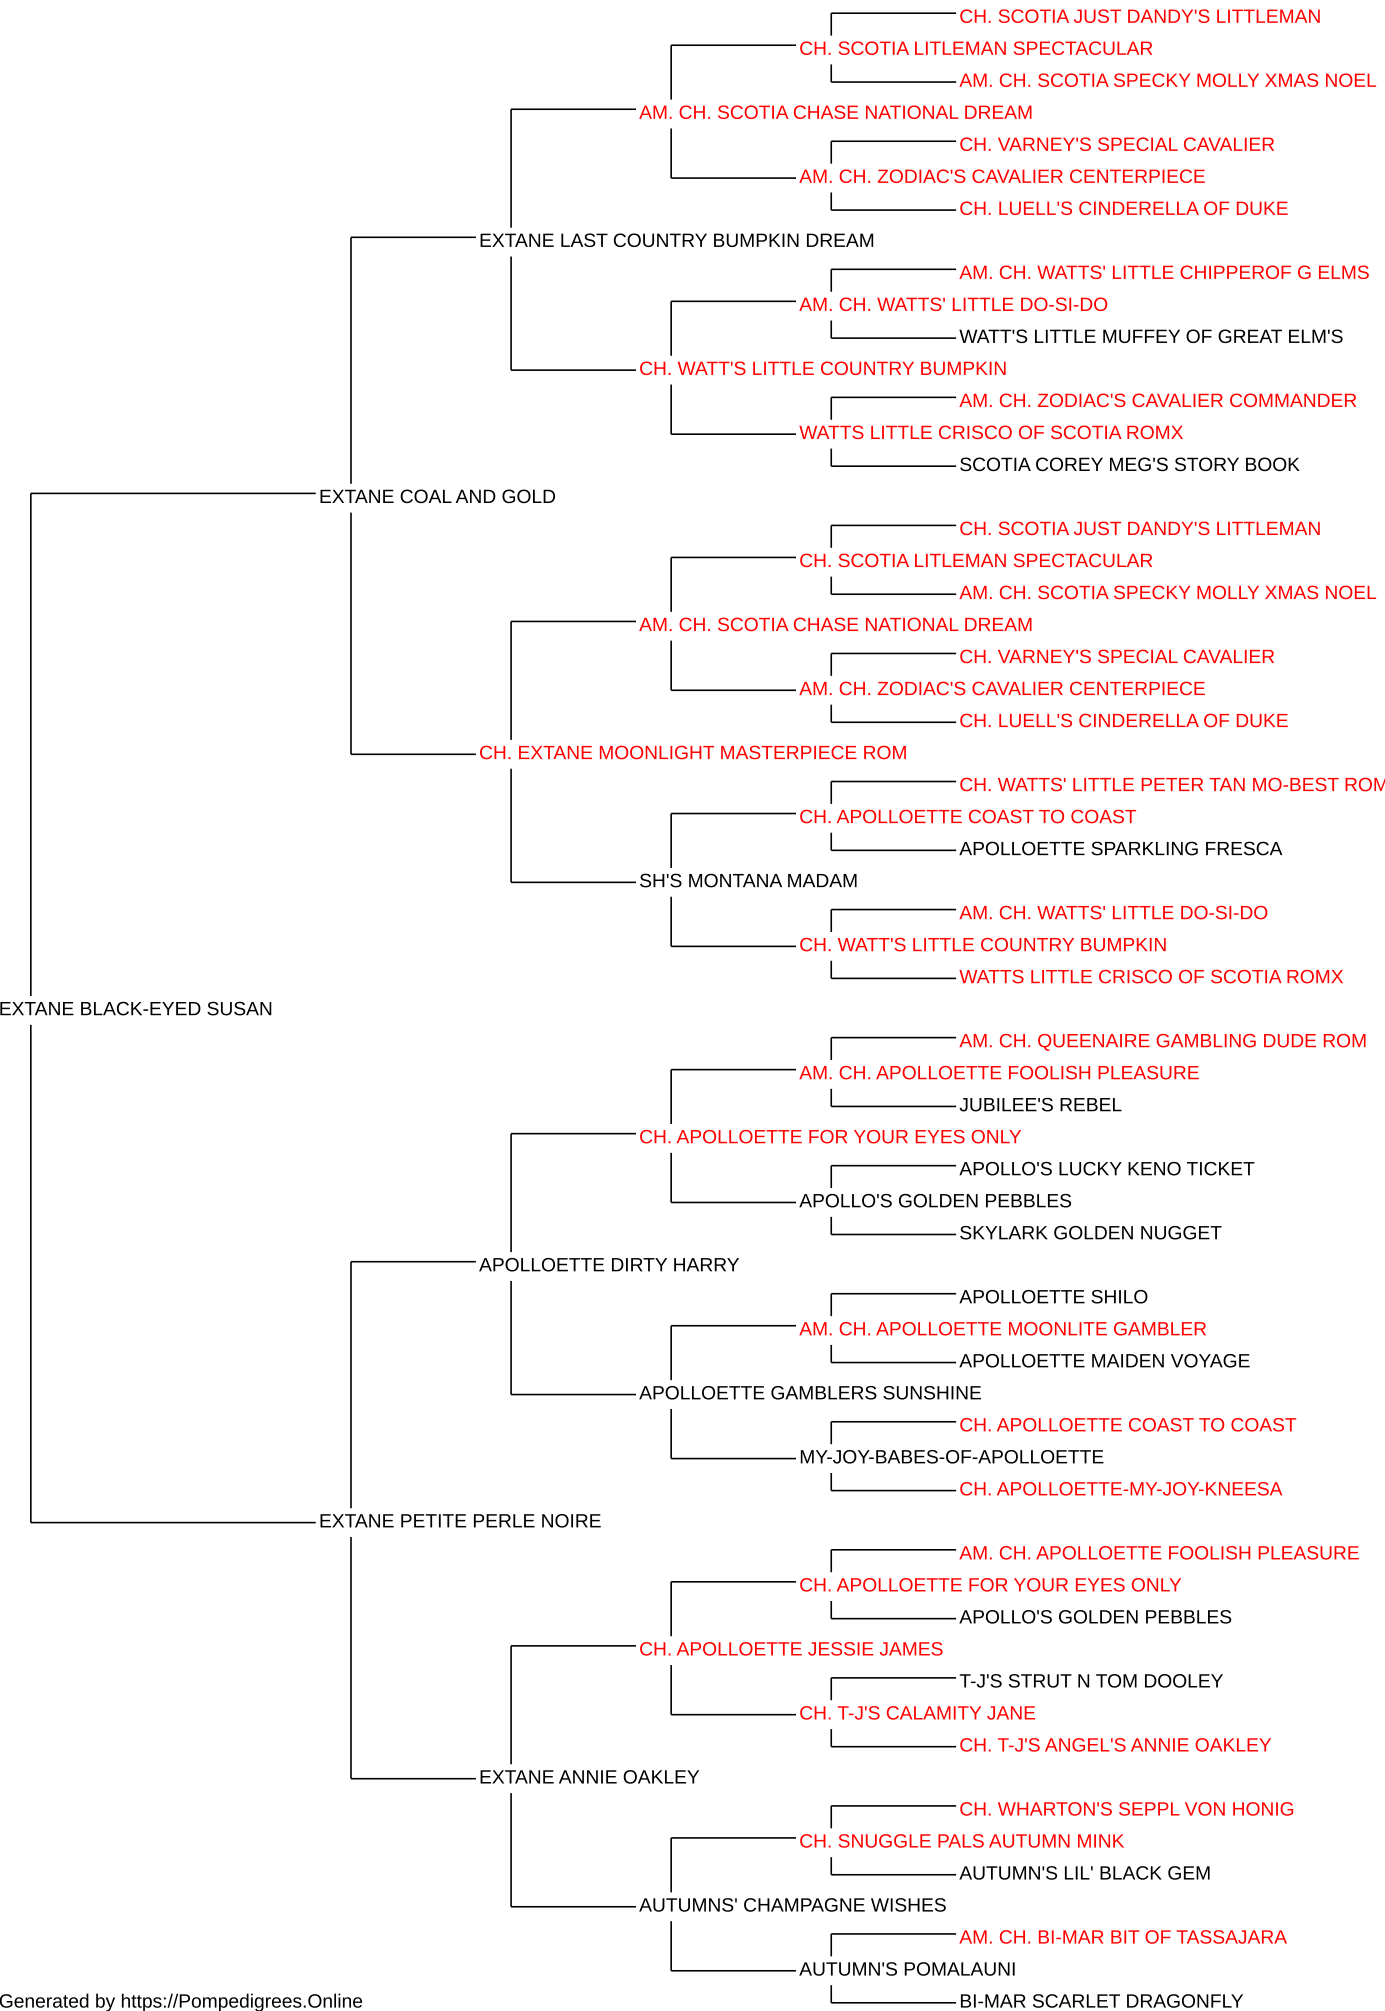 CH. SCOTIA JUST DANDY'S LITTLEMAN
CH. SCOTIA LITLEMAN SPECTACULAR
AM. CH. SCOTIA SPECKY MOLLY XMAS NOEL
AM. CH. SCOTIA CHASE NATIONAL DREAM
CH. VARNEY'S SPECIAL CAVALIER
AM. CH. ZODIAC'S CAVALIER CENTERPIECE
CH. LUELL'S CINDERELLA OF DUKE
EXTANE LAST COUNTRY BUMPKIN DREAM
AM. CH. WATTS' LITTLE CHIPPEROF G ELMS
AM. CH. WATTS' LITTLE DO-SI-DO
WATT'S LITTLE MUFFEY OF GREAT ELM'S
CH. WATT'S LITTLE COUNTRY BUMPKIN
AM. CH. ZODIAC'S CAVALIER COMMANDER
WATTS LITTLE CRISCO OF SCOTIA ROMX
SCOTIA COREY MEG'S STORY BOOK
EXTANE COAL AND GOLD
CH. SCOTIA JUST DANDY'S LITTLEMAN
CH. SCOTIA LITLEMAN SPECTACULAR
AM. CH. SCOTIA SPECKY MOLLY XMAS NOEL
AM. CH. SCOTIA CHASE NATIONAL DREAM
CH. VARNEY'S SPECIAL CAVALIER
AM. CH. ZODIAC'S CAVALIER CENTERPIECE
CH. LUELL'S CINDERELLA OF DUKE
CH. EXTANE MOONLIGHT MASTERPIECE ROM
CH. WATTS' LITTLE PETER TAN MO-BEST ROM
CH. APOLLOETTE COAST TO COAST
APOLLOETTE SPARKLING FRESCA
SH'S MONTANA MADAM
AM. CH. WATTS' LITTLE DO-SI-DO
CH. WATT'S LITTLE COUNTRY BUMPKIN
WATTS LITTLE CRISCO OF SCOTIA ROMX
EXTANE BLACK-EYED SUSAN
AM. CH. QUEENAIRE GAMBLING DUDE ROM
AM. CH. APOLLOETTE FOOLISH PLEASURE
JUBILEE'S REBEL
CH. APOLLOETTE FOR YOUR EYES ONLY
APOLLO'S LUCKY KENO TICKET
APOLLO'S GOLDEN PEBBLES
SKYLARK GOLDEN NUGGET
APOLLOETTE DIRTY HARRY
APOLLOETTE SHILO
AM. CH. APOLLOETTE MOONLITE GAMBLER
APOLLOETTE MAIDEN VOYAGE
APOLLOETTE GAMBLERS SUNSHINE
CH. APOLLOETTE COAST TO COAST
MY-JOY-BABES-OF-APOLLOETTE
CH. APOLLOETTE-MY-JOY-KNEESA
EXTANE PETITE PERLE NOIRE
AM. CH. APOLLOETTE FOOLISH PLEASURE
CH. APOLLOETTE FOR YOUR EYES ONLY
APOLLO'S GOLDEN PEBBLES
CH. APOLLOETTE JESSIE JAMES
T-J'S STRUT N TOM DOOLEY
CH. T-J'S CALAMITY JANE
CH. T-J'S ANGEL'S ANNIE OAKLEY
EXTANE ANNIE OAKLEY
CH. WHARTON'S SEPPL VON HONIG
CH. SNUGGLE PALS AUTUMN MINK
AUTUMN'S LIL' BLACK GEM
AUTUMNS' CHAMPAGNE WISHES
AM. CH. BI-MAR BIT OF TASSAJARA
AUTUMN'S POMALAUNI
BI-MAR SCARLET DRAGONFLY
Generated by https://Pompedigrees.Online